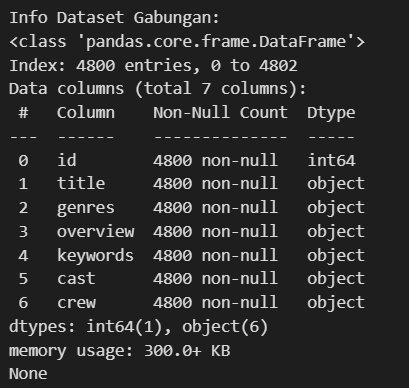 Info Dataset Gabungan:
<class 'pandas.core.frame.DataFrame'>
Index: 4800 entries, 0 to 4802
Data columns (total 7 columns):
 #   Column    Non-Null Count  Dtype
---  ------    --------------  -----
 0   id        4800 non-null   int64
 1   title     4800 non-null   object
 2   genres    4800 non-null   object
 3   overview  4800 non-null   object
 4   keywords  4800 non-null   object
 5   cast      4800 non-null   object
 6   crew      4800 non-null   object
dtypes: int64(1), object(6)
memory usage: 300.0+ KB
None